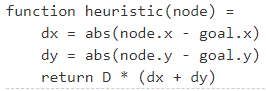 function heuristic(node) =
    dx = abs(node.x - goal.x)
    dy = abs(node.y - goal.y)
    return D * (dx + dy)